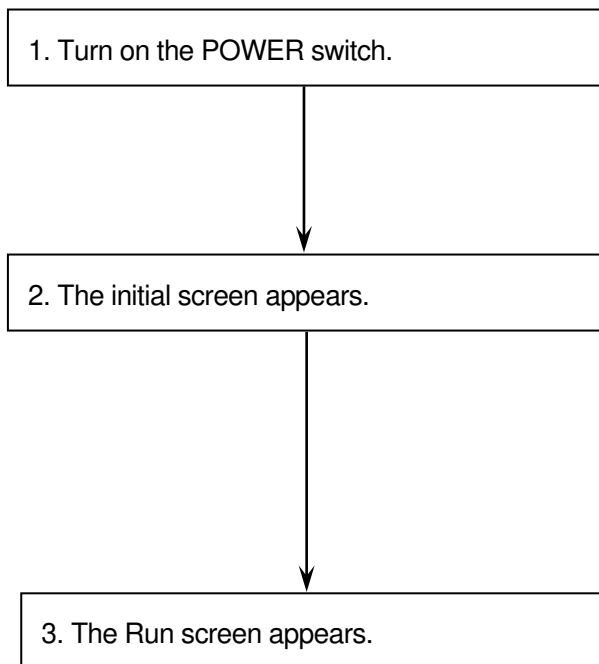 1. Turn on the POWER switch.
2. The initial screen appears.
3. The Run screen appears.